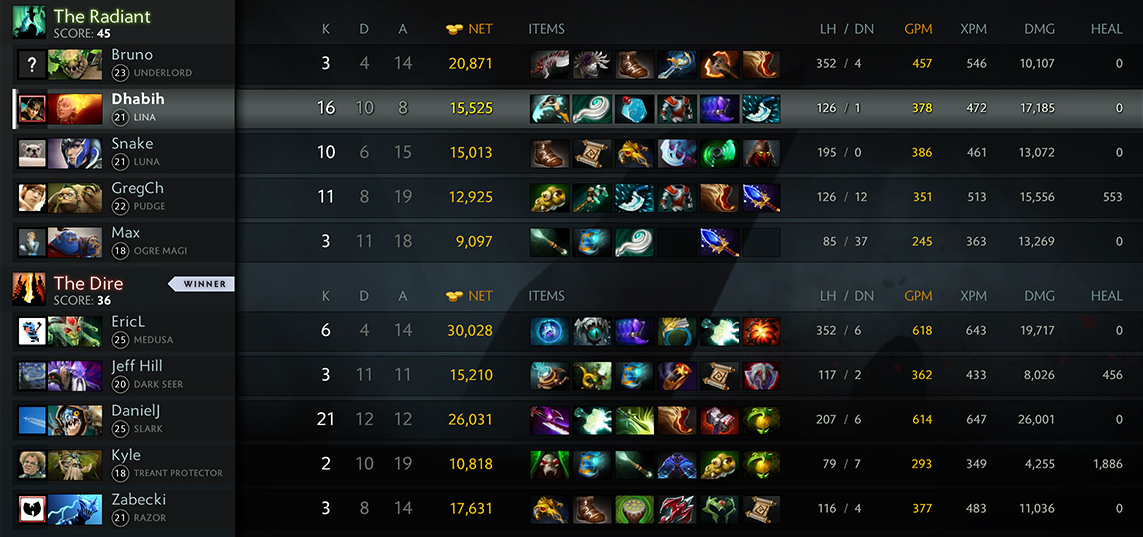 The Radiant
SCORE: 45
K D A NET ITEMS LH / DN GPM XPM DMG HEAL
? Bruno 3 4 14 20,871 352 / 4 457 546 10,107 0
23 UNDERLORD
Dhabih 16 10 8 15,525 126 / 1 378 472 17,185 0
21 LINA
Snake 10 6 15 15,013 195 / 0 386 461 13,072 0
21 LUNA
GregCh 11 8 19 12,925 126 / 12 351 513 15,556 553
22 PUDGE
Max 3 11 18 9,097 85 / 37 245 363 13,269 0
18 OGRE MAGI
The Dire WINNER
SCORE: 36
K D A NET ITEMS LH / DN GPM XPM DMG HEAL
EricL 6 4 14 30,028 352 / 6 618 643 19,717 0
25 MEDUSA
Jeff Hill 3 11 11 15,210 117 / 2 362 433 8,026 456
20 DARK SEER
DanielJ 21 12 12 26,031 207 / 6 614 647 26,001 0
25 SLARK
Kyle 2 10 19 10,818 79 / 7 293 349 4,255 1,886
18 TREANT PROTECTOR
Zabecki 3 8 14 17,631 116 / 4 377 483 11,036 0
21 RAZOR